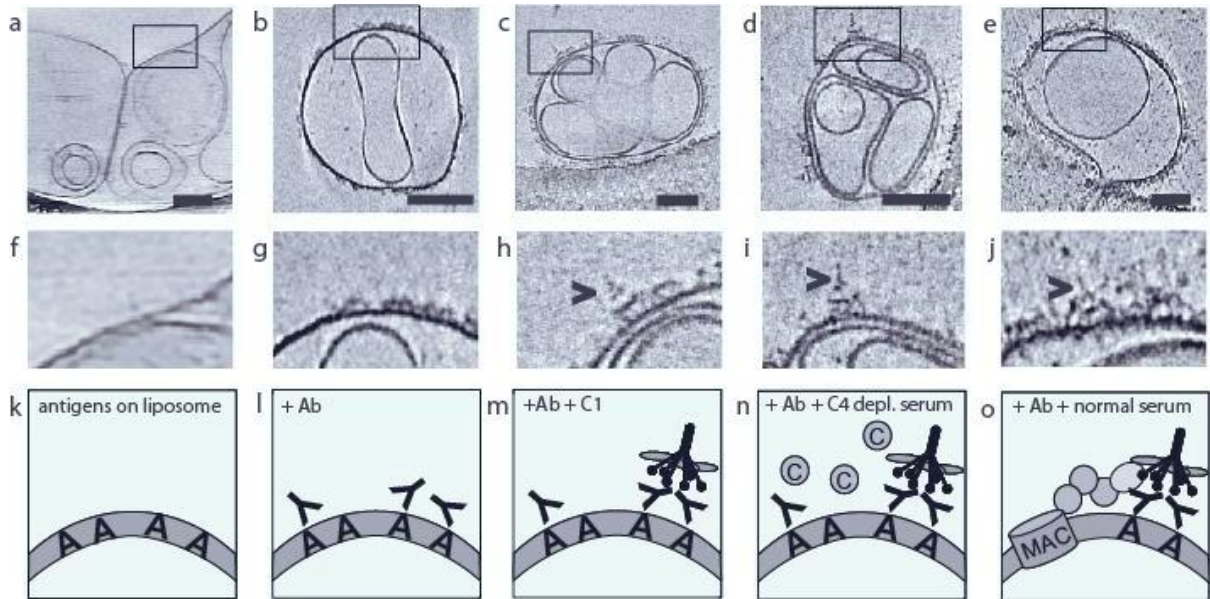 a
b
c
d
e
f
g
h
i
j
k
antigens on liposome
A A A A
l
+ Ab
A A A A
m
+Ab + C1
A A A A
n
+ Ab + C4 depl. serum
C
C
C
A A A A
o
+ Ab + normal serum
MAC
A A